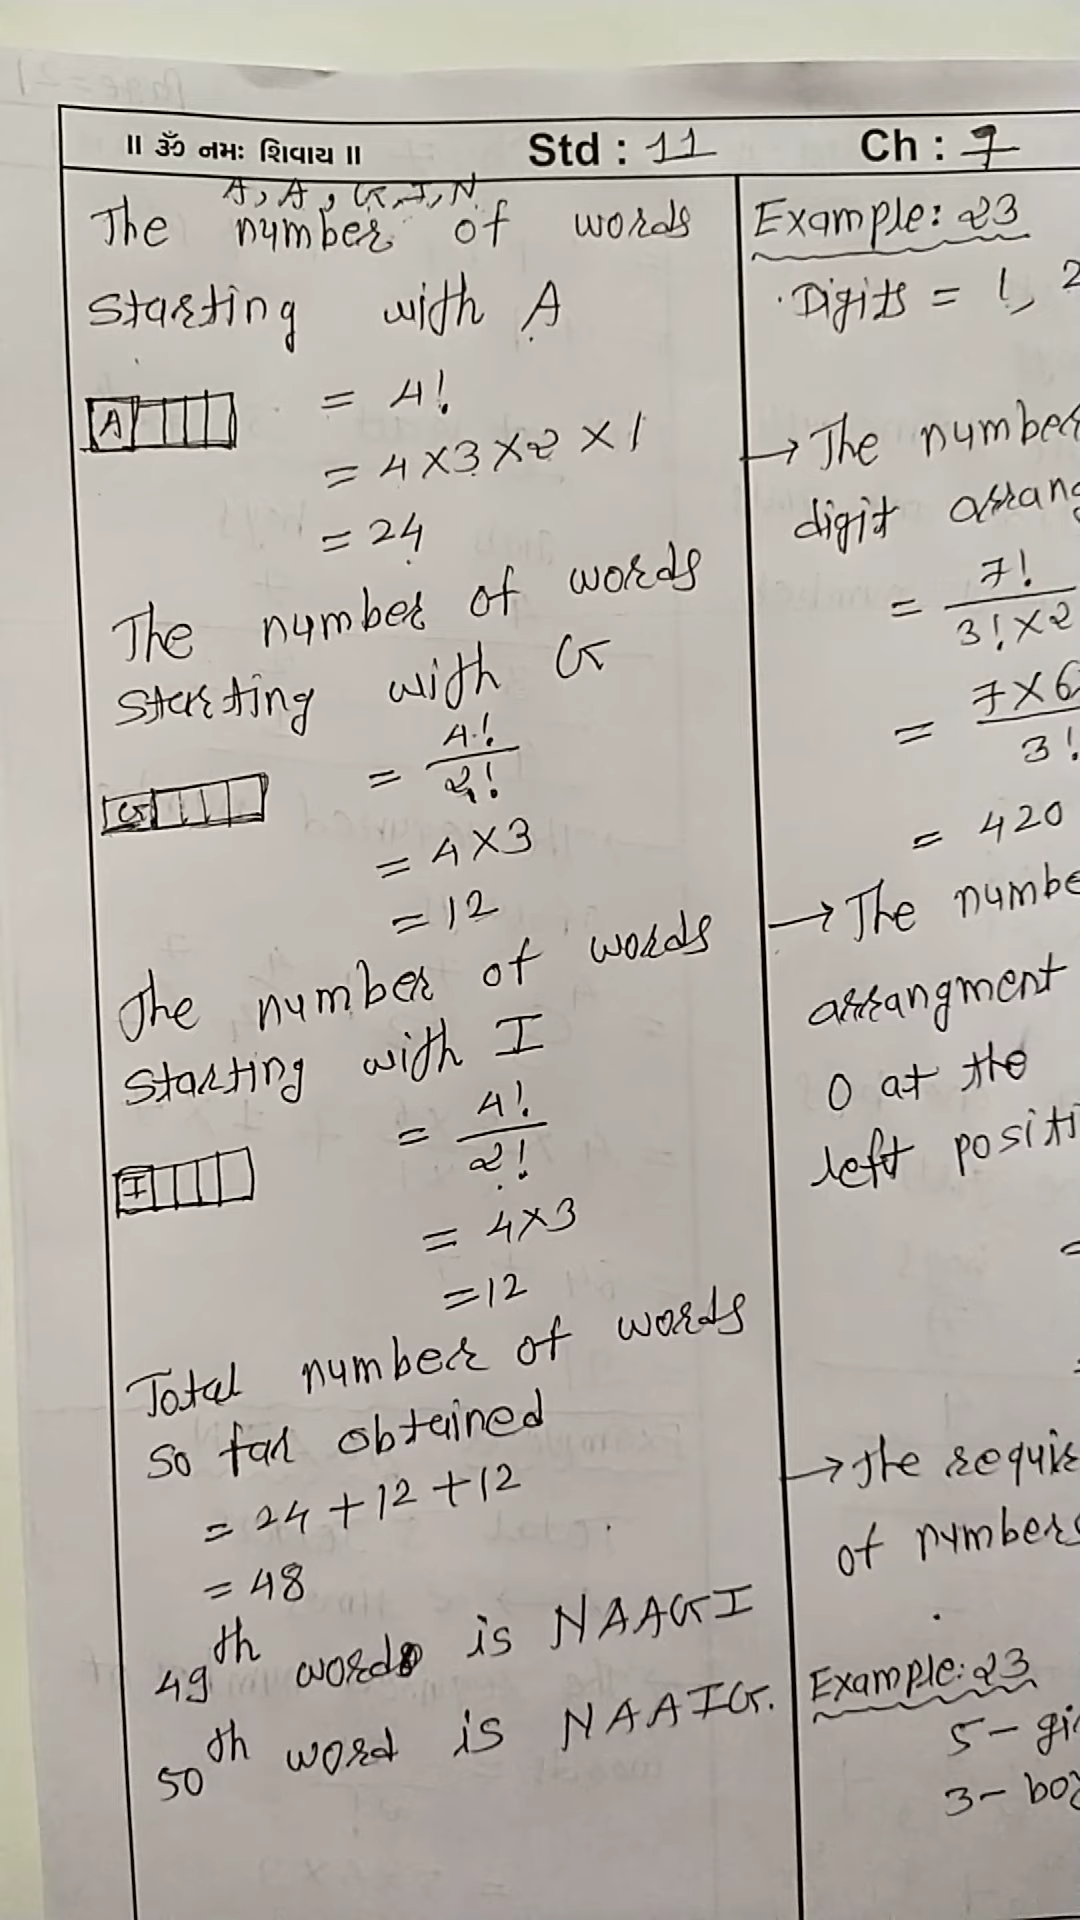 ॥ ૐ નમઃ શિવાય ॥
Std : 11
Ch : 7
A, A, G, I, N
The number of words
starting with A
A
= 4!
= 4 × 3 × 2 × 1
= 24
The number of words
starting with G
= 4!/2!
G
= 4 × 3
= 12
The number of words
starting with I
= 4!/2!
I
= 4×3
= 12
Total number of words
so far obtained
= 24 + 12 + 12
= 48
49th word is NAAGI
50th word is NAAIG.
Example: 23
Digits = 1, 2
→ The number
digit arrang
= 7!/3! × 2
= 7 × 6/3!
= 420
→ The numbe
arrangment
0 at the
left positi
=
→ The requir
of numbers
Example: 23
5 - gi
3 - bo